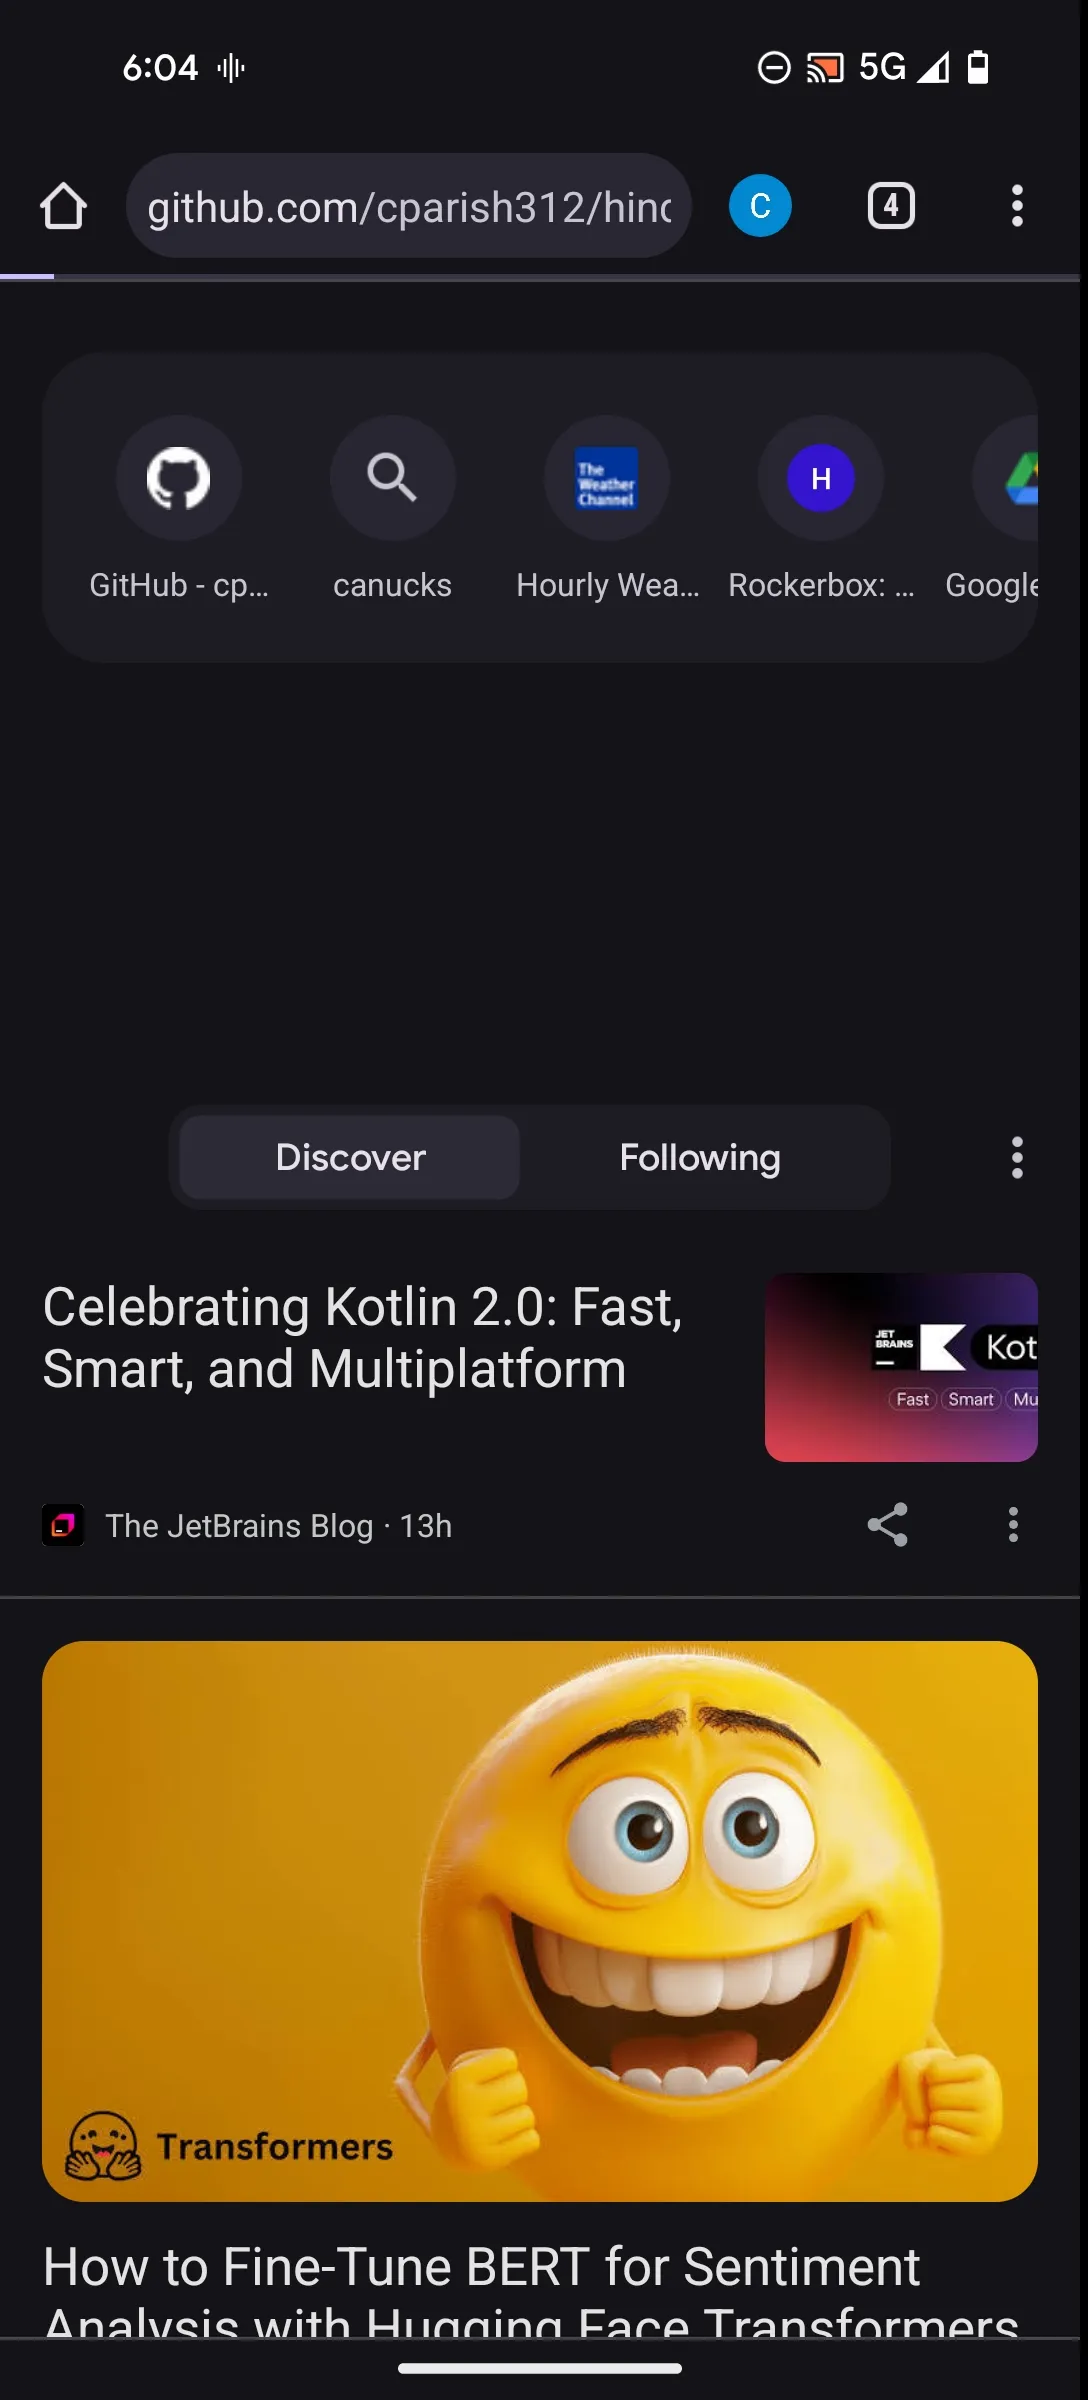 6:04 5G
github.com/cparish312/hind
C
4
The
Weather
Channel
H
GitHub - cp...
canucks
Hourly Wea...
Rockerbox: ...
Google
Discover
Following
Celebrating Kotlin 2.0: Fast,
Smart, and Multiplatform
JET
BRAINS
Kot
Fast Smart Mu
The JetBrains Blog · 13h
Transformers
How to Fine-Tune BERT for Sentiment
Analysis with Hugging Face Transformers